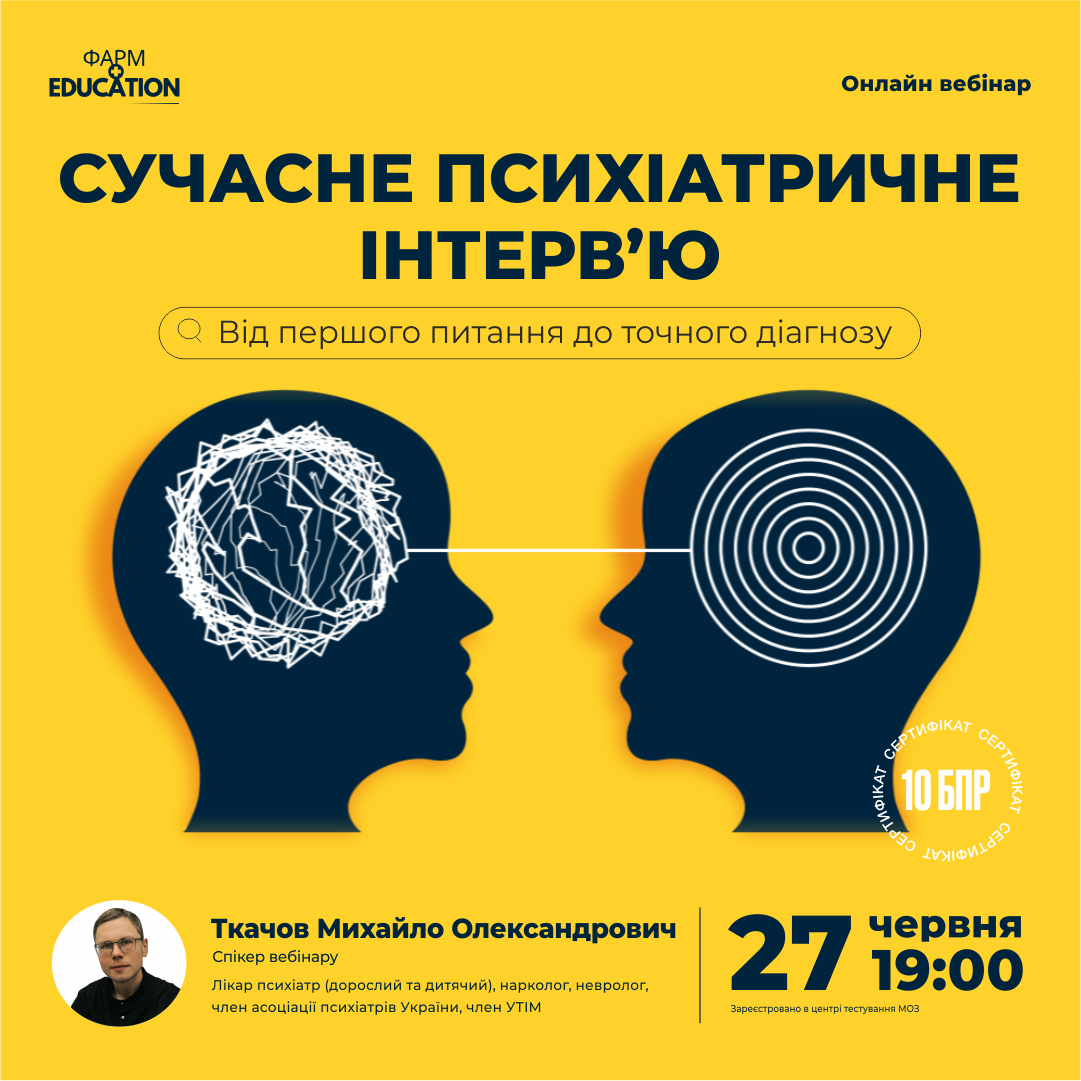 ФАРМ
EDUCATION
Онлайн вебінар
СУЧАСНЕ ПСИХІАТРИЧНЕ
ІНТЕРВ’Ю
Від першого питання до точного діагнозу
СЕРТИФІКАТ СЕРТИФІКАТ СЕРТИФІКАТ СЕРТИФІКАТ
10 БПР
Ткачов Михайло Олександрович
Спікер вебінару
Лікар психіатр (дорослий та дитячий), нарколог, невролог,
член асоціації психіатрів України, член УТІМ
27 червня
19:00
Зареєстровано в центрі тестування МОЗ